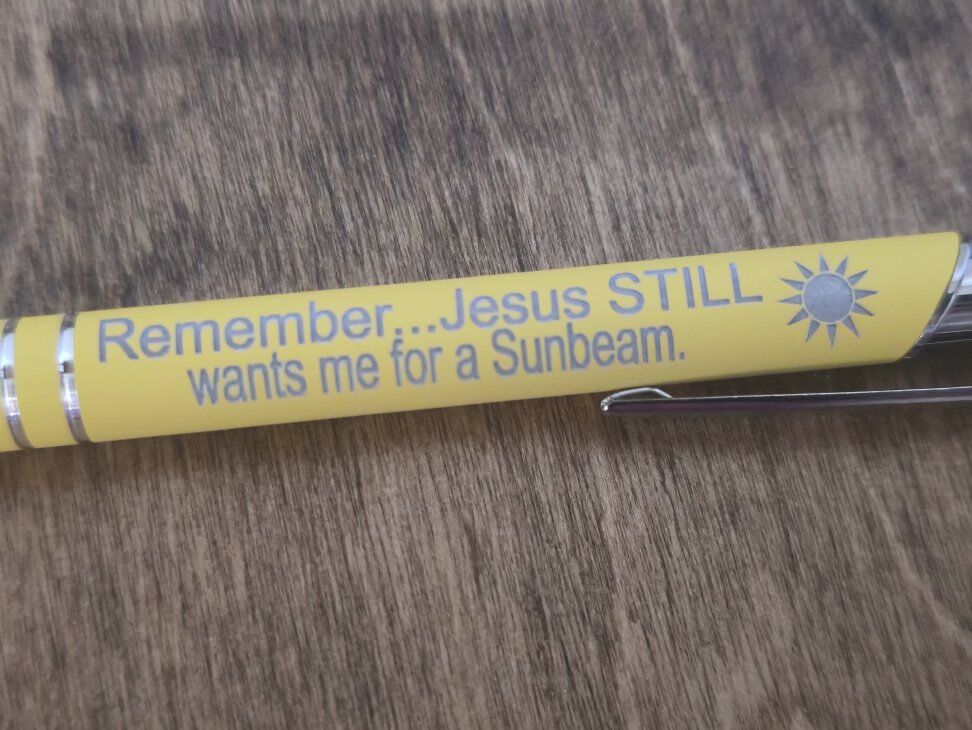 Remember...Jesus STILL
wants me for a Sunbeam.